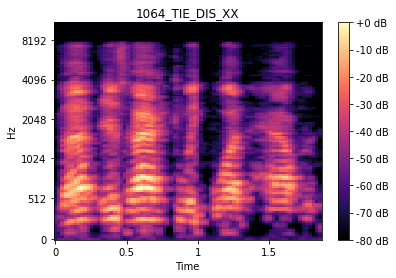 1064_TIE_DIS_XX
+0 dB
8192
-10 dB
4096
-20 dB
-30 dB
2048
Hz
-40 dB
1024
-50 dB
512
-60 dB
-70 dB
0
-80 dB
0
0.5
1
1.5
Time